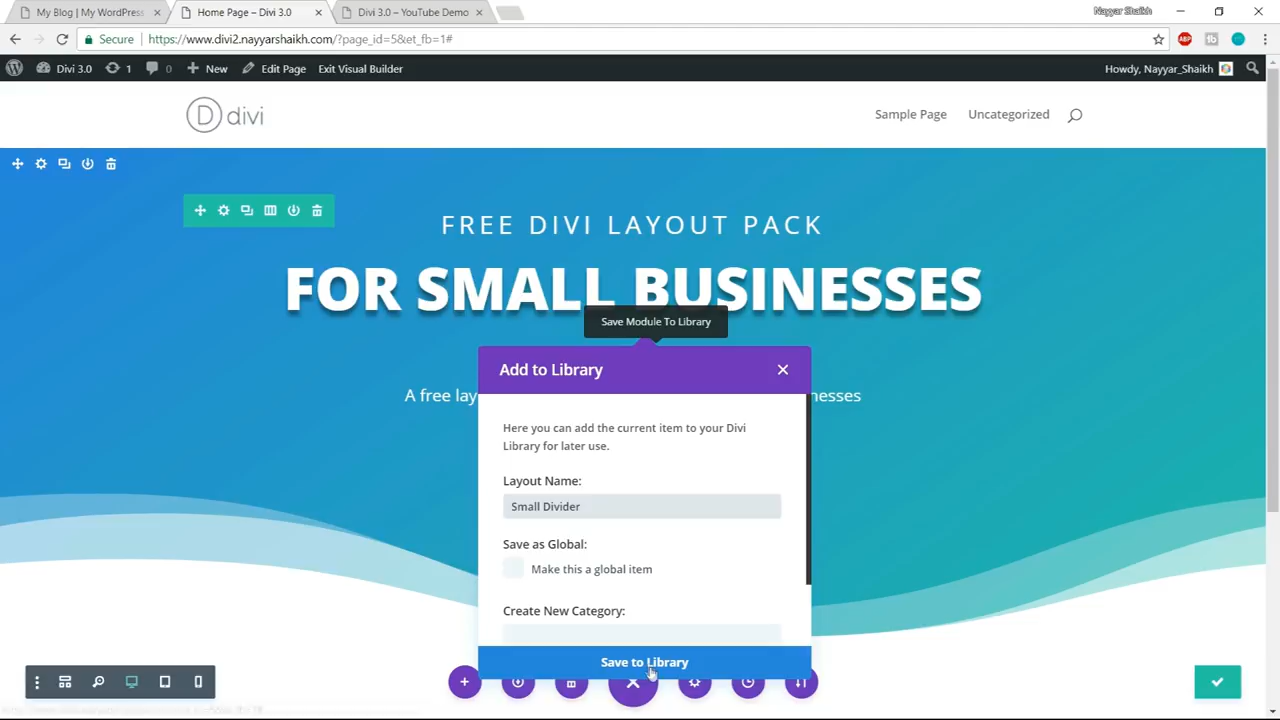 My Blog | My WordPress
Home Page – Divi 3.0
Divi 3.0 – YouTube Demo
Nayyar Shaikh
Secure
https://www.divi2.nayyarshaikh.com/?page_id=5&et_fb=1#
ABP
tb
Divi 3.0
1
0
New
Edit Page
Exit Visual Builder
Howdy, Nayyar_Shaikh
D divi
Sample Page
Uncategorized
FREE DIVI LAYOUT PACK
FOR SMALL BUSINESSES
Save Module To Library
Add to Library
A free lay
nesses
Here you can add the current item to your Divi
Library for later use.
Layout Name:
Small Divider
Save as Global:
Make this a global item
Create New Category:
Save to Library